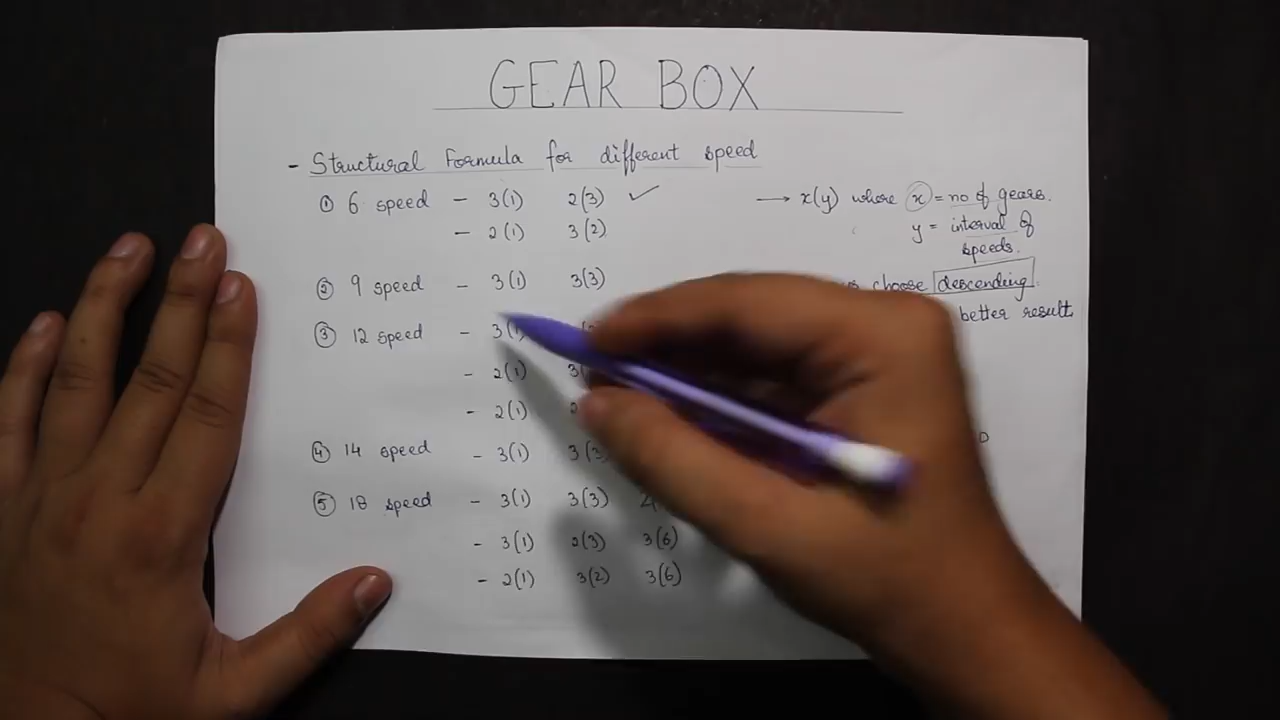 GEAR BOX
- Structural Formula for different speed
① 6 speed - 3(1) 2(3) ✓
- 2(1) 3(2)
→ x(y) where x = no of gears.
y = interval of
speeds.
② 9 speed - 3(1) 3(3)
choose descending
better result
③ 12 speed - 3(1)
- 2(1)
- 2(1)
④ 14 speed - 3(1) 3(3)
⑤ 18 speed - 3(1) 3(3)
- 3(1) 2(3) 3(6)
- 2(1) 3(2) 3(6)